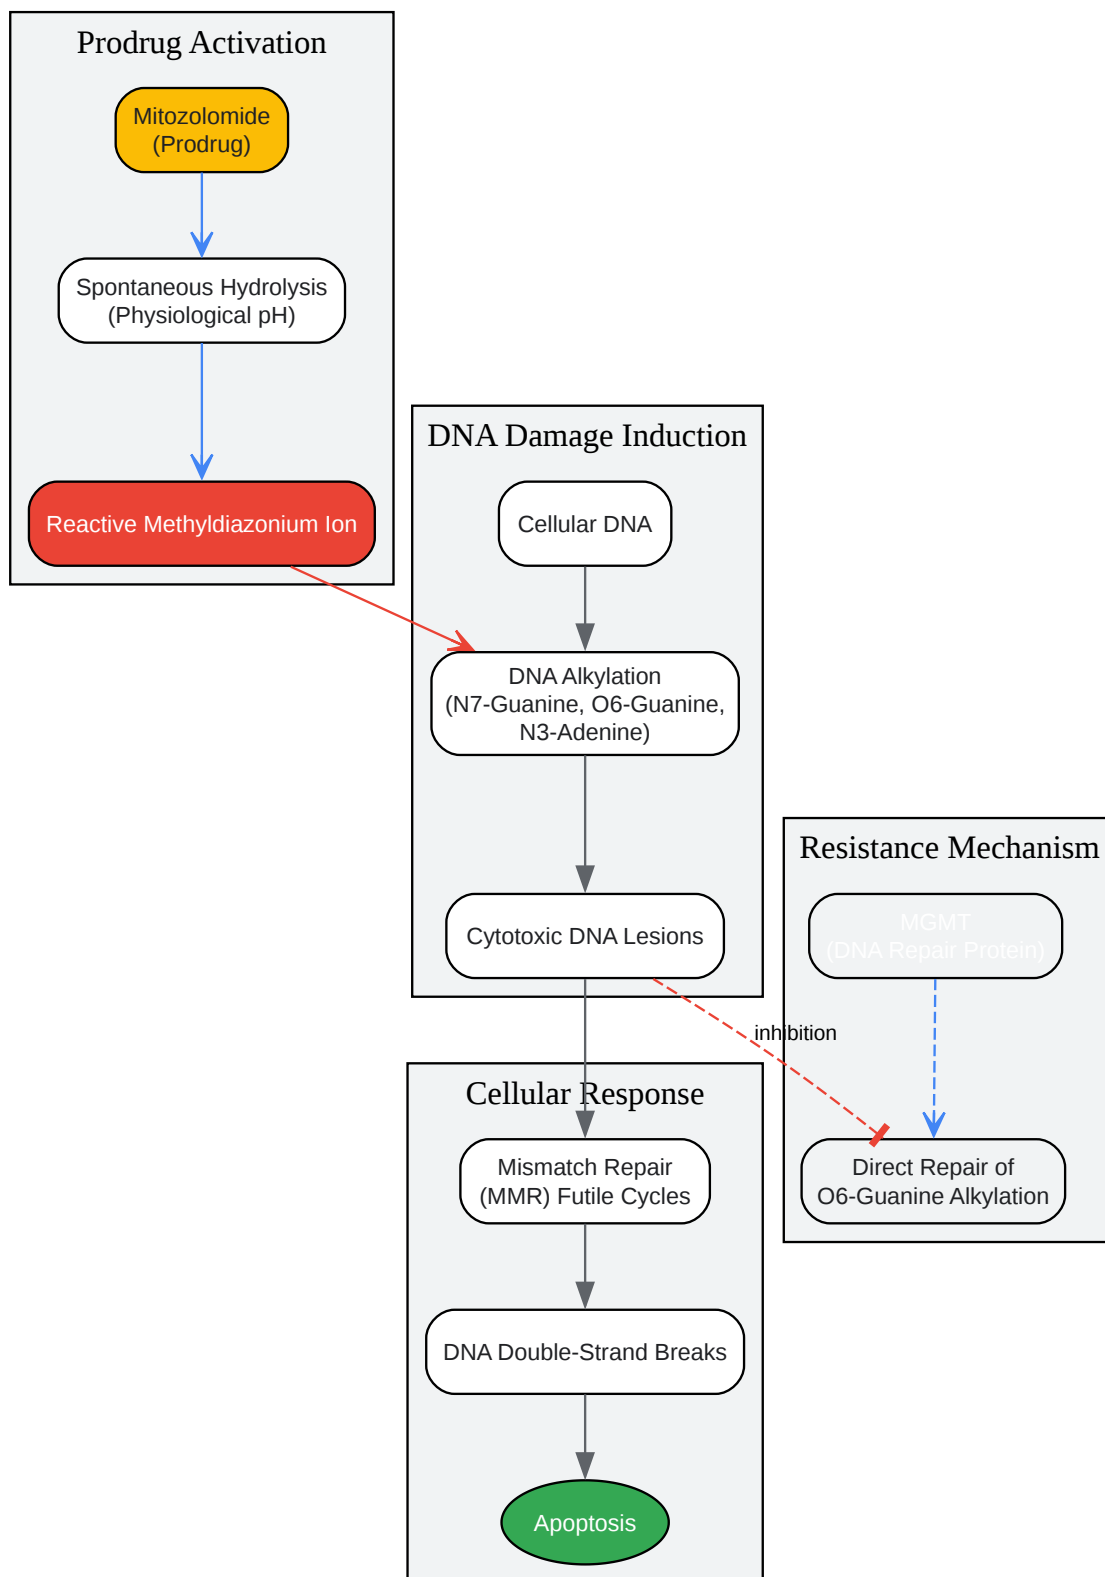 Prodrug Activation
Mitozolomide
(Prodrug)
Spontaneous Hydrolysis
(Physiological pH)
Reactive Methyldiazonium Ion
DNA Damage Induction
Cellular DNA
DNA Alkylation
(N7-Guanine, O6-Guanine,
N3-Adenine)
Cytotoxic DNA Lesions
Resistance Mechanism
MGMT
(DNA Repair Protein)
inhibition
Direct Repair of
O6-Guanine Alkylation
Cellular Response
Mismatch Repair
(MMR) Futile Cycles
DNA Double-Strand Breaks
Apoptosis